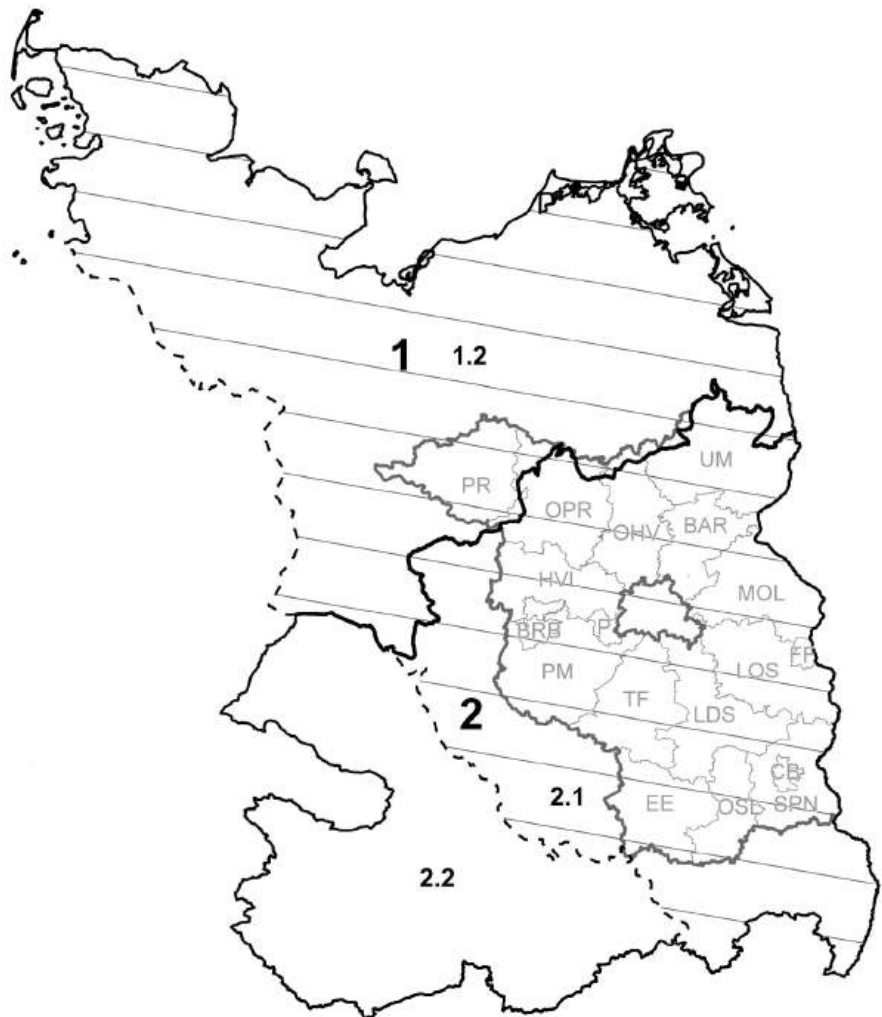 1
1.2
UM
PR
OPR
OHV
BAR
HVL
MOL
BRB
P
FF
PM
LOS
TF
2
LDS
CB
2.1
EE
OSL
SPN
2.2